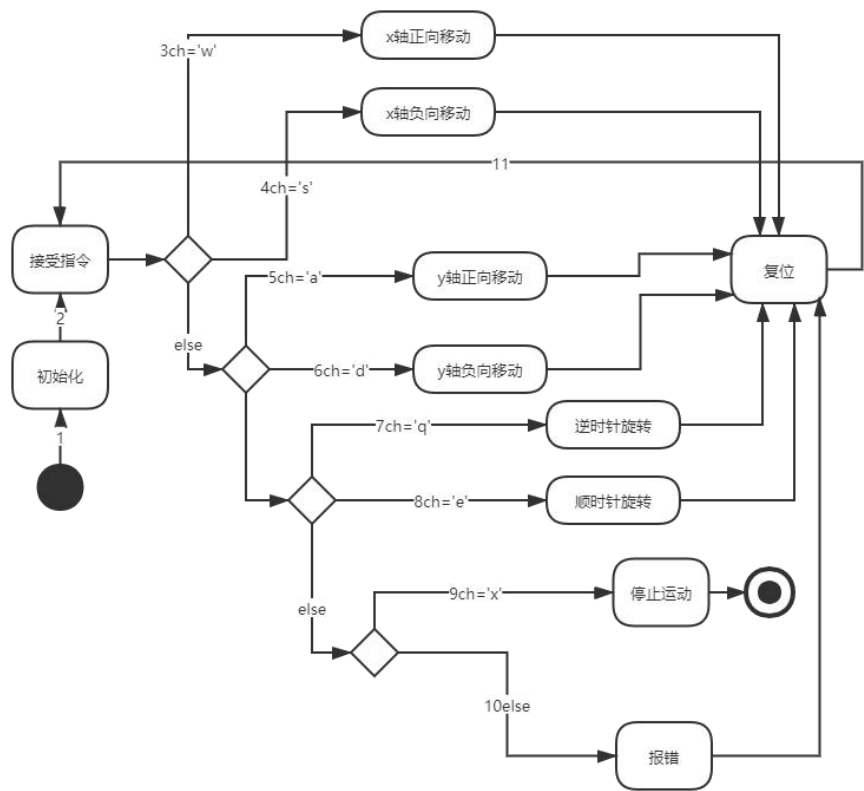 x轴正向移动
3ch='w'
x轴负向移动
11
4ch='s'
接受指令
复位
5ch='a'
y轴正向移动
2
else
初始化
6ch='d'
y轴负向移动
7ch='q'
逆时针旋转
1
8ch='e'
顺时针旋转
9ch='x'
停止运动
else
10else
报错